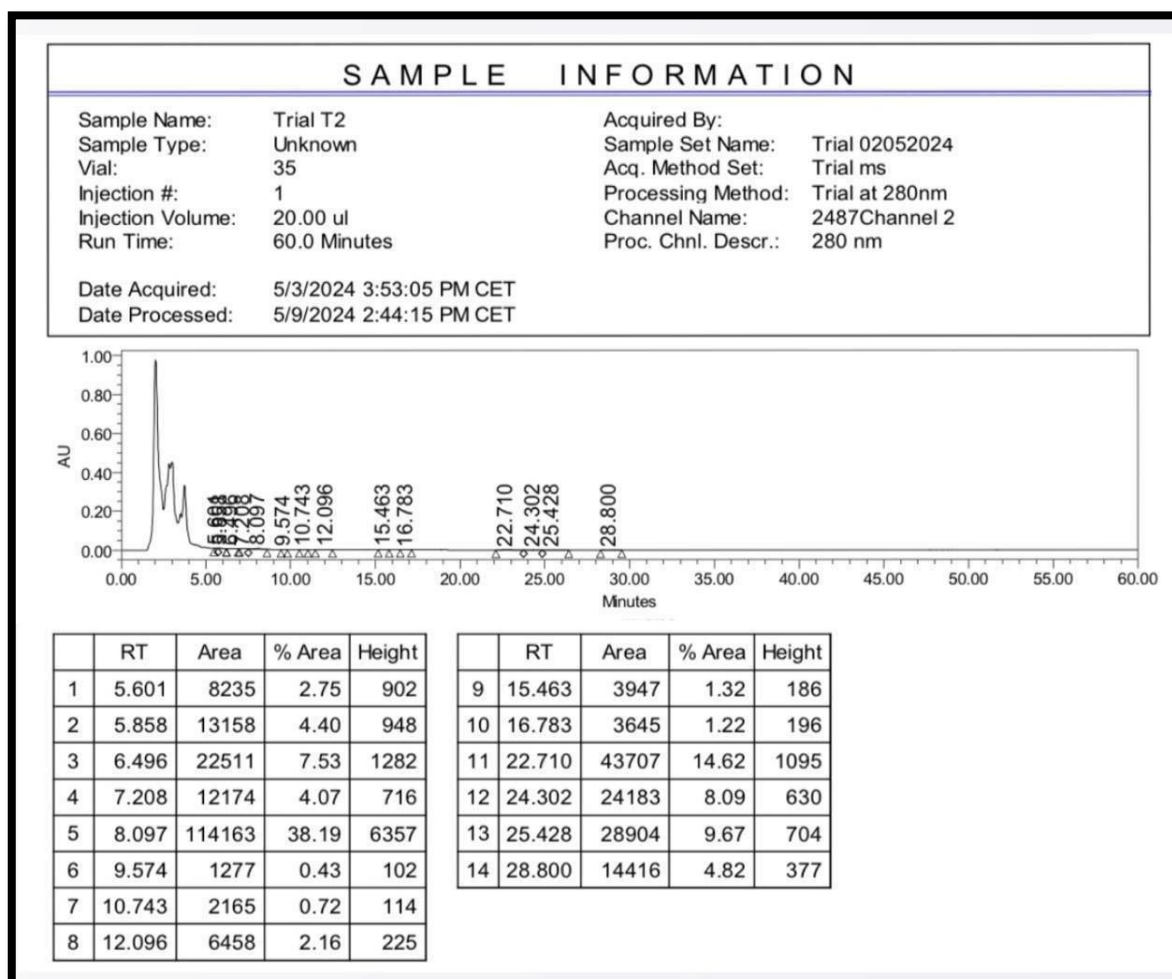 SAMPLE INFORMATION
Sample Name: Trial T2
Sample Type: Unknown
Vial: 35
Injection #: 1
Injection Volume: 20.00 ul
Run Time: 60.0 Minutes
Date Acquired: 5/3/2024 3:53:05 PM CET
Date Processed: 5/9/2024 2:44:15 PM CET
Acquired By:
Sample Set Name: Trial 02052024
Acq. Method Set: Trial ms
Processing Method: Trial at 280nm
Channel Name: 2487Channel 2
Proc. Chnl. Descr.: 280 nm
AU
1.00
0.80
0.60
0.40
0.20
0.00
7.208
8.097
9.574
10.743
12.096
15.463
16.783
22.710
24.302
25.428
28.800
0.00 5.00 10.00 15.00 20.00 25.00 30.00 35.00 40.00 45.00 50.00 55.00 60.00
Minutes
RT Area % Area Height
1 5.601 8235 2.75 902
2 5.858 13158 4.40 948
3 6.496 22511 7.53 1282
4 7.208 12174 4.07 716
5 8.097 114163 38.19 6357
6 9.574 1277 0.43 102
7 10.743 2165 0.72 114
8 12.096 6458 2.16 225
RT Area % Area Height
9 15.463 3947 1.32 186
10 16.783 3645 1.22 196
11 22.710 43707 14.62 1095
12 24.302 24183 8.09 630
13 25.428 28904 9.67 704
14 28.800 14416 4.82 377